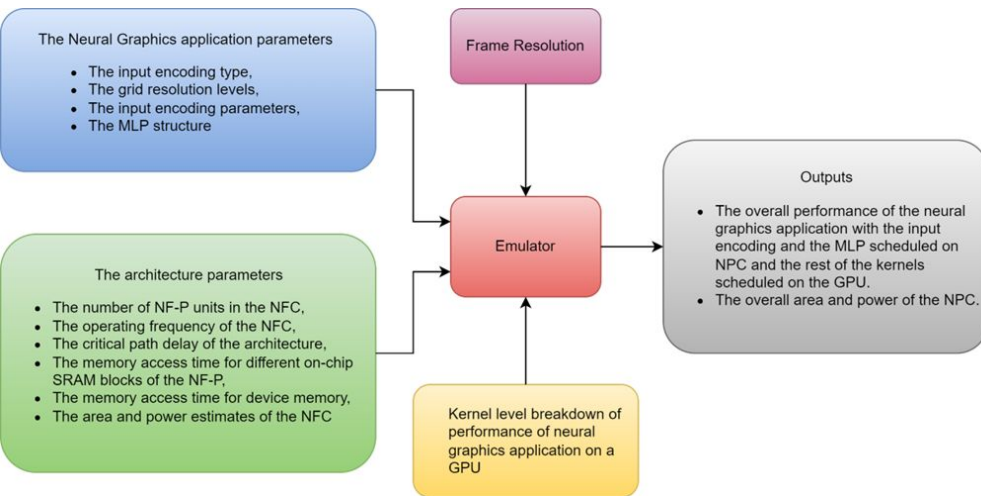 The Neural Graphics application parameters
• The input encoding type,
• The grid resolution levels,
• The input encoding parameters,
• The MLP structure
Frame Resolution
Emulator
The architecture parameters
• The number of NF-P units in the NFC,
• The operating frequency of the NFC,
• The critical path delay of the architecture,
• The memory access time for different on-chip
SRAM blocks of the NF-P,
• The memory access time for device memory,
• The area and power estimates of the NFC
Kernel level breakdown of
performance of neural
graphics application on a
GPU
Outputs
• The overall performance of the neural
graphics application with the input
encoding and the MLP scheduled on
NPC and the rest of the kernels
scheduled on the GPU.
• The overall area and power of the NPC.